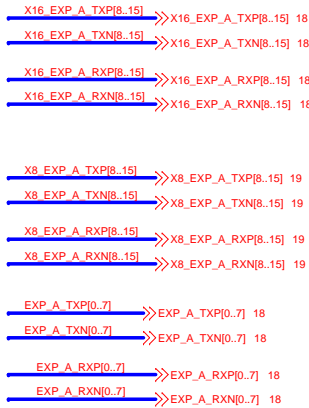 X16_EXP_A_TXP[8..15] X16_EXP_A_TXP[8..15] 18
X16_EXP_A_TXN[8..15] X16_EXP_A_TXN[8..15] 18
X16_EXP_A_RXP[8..15] X16_EXP_A_RXP[8..15] 18
X16_EXP_A_RXN[8..15] X16_EXP_A_RXN[8..15] 18
X8_EXP_A_TXP[8..15] X8_EXP_A_TXP[8..15] 19
X8_EXP_A_TXN[8..15] X8_EXP_A_TXN[8..15] 19
X8_EXP_A_RXP[8..15] X8_EXP_A_RXP[8..15] 19
X8_EXP_A_RXN[8..15] X8_EXP_A_RXN[8..15] 19
EXP_A_TXP[0..7] EXP_A_TXP[0..7] 18
EXP_A_TXN[0..7] EXP_A_TXN[0..7] 18
EXP_A_RXP[0..7] EXP_A_RXP[0..7] 18
EXP_A_RXN[0..7] EXP_A_RXN[0..7] 18